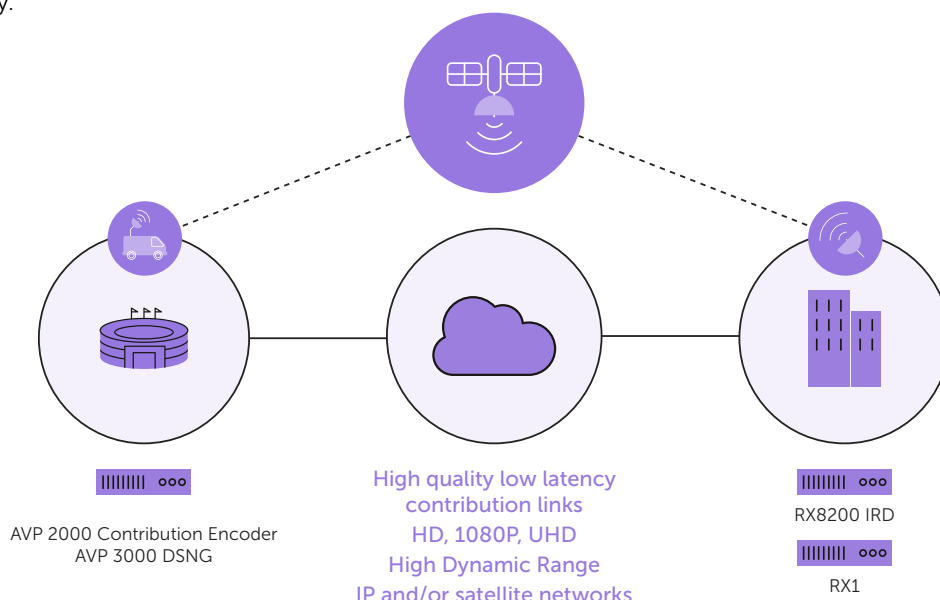 y.
AVP 2000 Contribution Encoder
AVP 3000 DSNG
High quality low latency
contribution links
HD, 1080P, UHD
High Dynamic Range
IP and/or satellite networks
RX8200 IRD
RX1